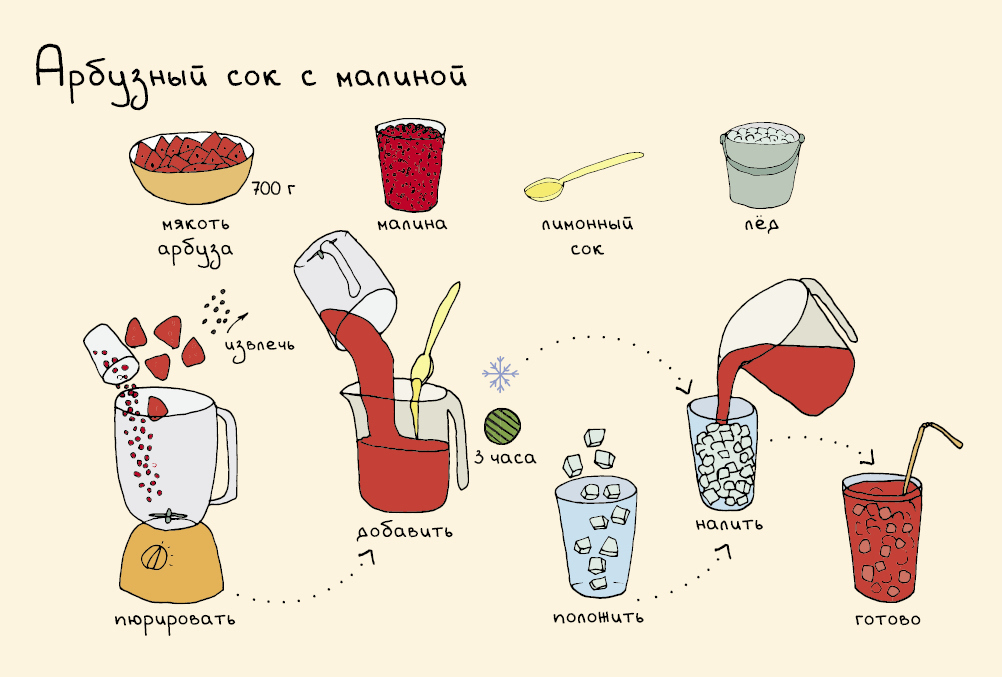 Арбузный сок с малиной
700 г
мякоть
арбуза
малина
лимонный
сок
лёд
извлечь
3 часа
пюрировать
добавить
положить
налить
готово